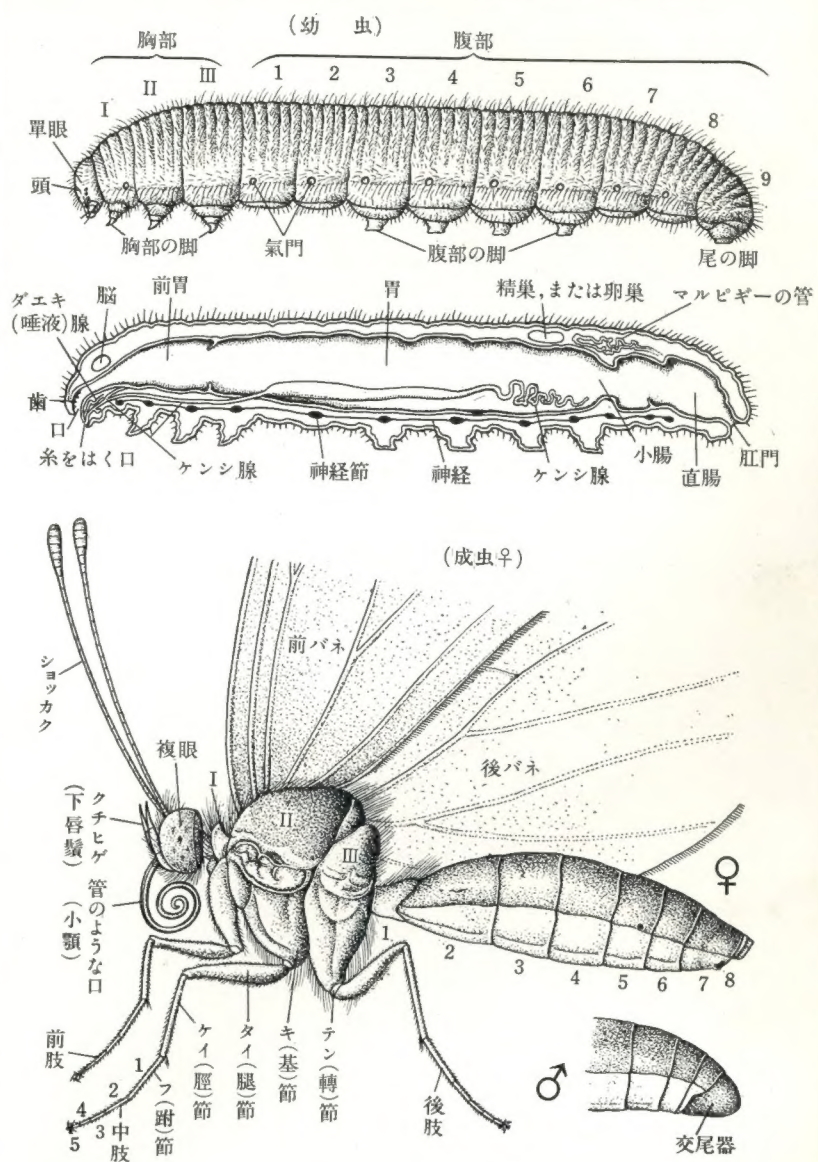 (幼 虫)
胸部
腹部
I
II
III
1
2
3
4
5
6
7
8
9
單眼
頭
胸部の脚
氣門
腹部の脚
尾の脚
ダエキ
(唾液)腺
脳
前胃
胃
精巣,または卵巣
マルピギーの管
歯
口
糸をはく口
ケンシ腺
神経節
神経
ケンシ腺
小腸
直腸
肛門
(成虫♀)
ショッカク
前バネ
後バネ
複眼
I
II
III
クチヒゲ
(下唇鬚)
管のような口
(小顎)
♀
1
2
3
4
5
6
7
8
前肢
1
2
3
4
5
中肢
フ(跗)節
ケイ(脛)節
タイ(腿)節
キ(基)節
テン(轉)節
後肢
♂
交尾器